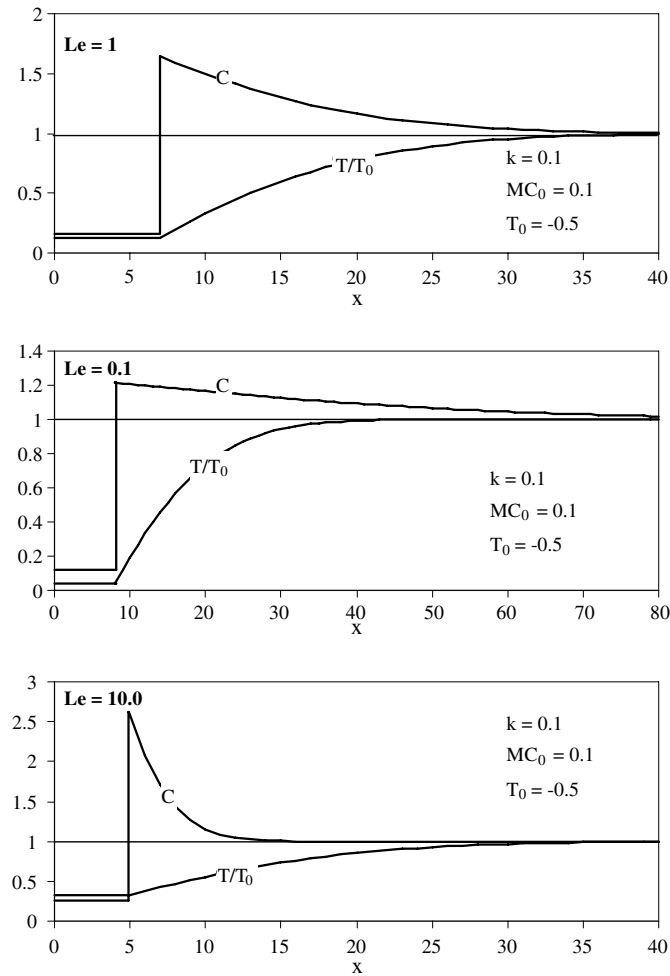 2
Le = 1
1.5
C
1
k = 0.1
T/T₀
MC₀ = 0.1
0.5
T₀ = -0.5
0
0 5 10 15 20 25 30 35 40
x
1.4
Le = 0.1
1.2
C
1
0.8
T/T₀
k = 0.1
0.6
MC₀ = 0.1
0.4
T₀ = -0.5
0.2
0
0 10 20 30 40 50 60 70 80
x
3
Le = 10.0
2.5
k = 0.1
2
MC₀ = 0.1
C
T₀ = -0.5
1.5
1
T/T₀
0.5
0
0 5 10 15 20 25 30 35 40
x